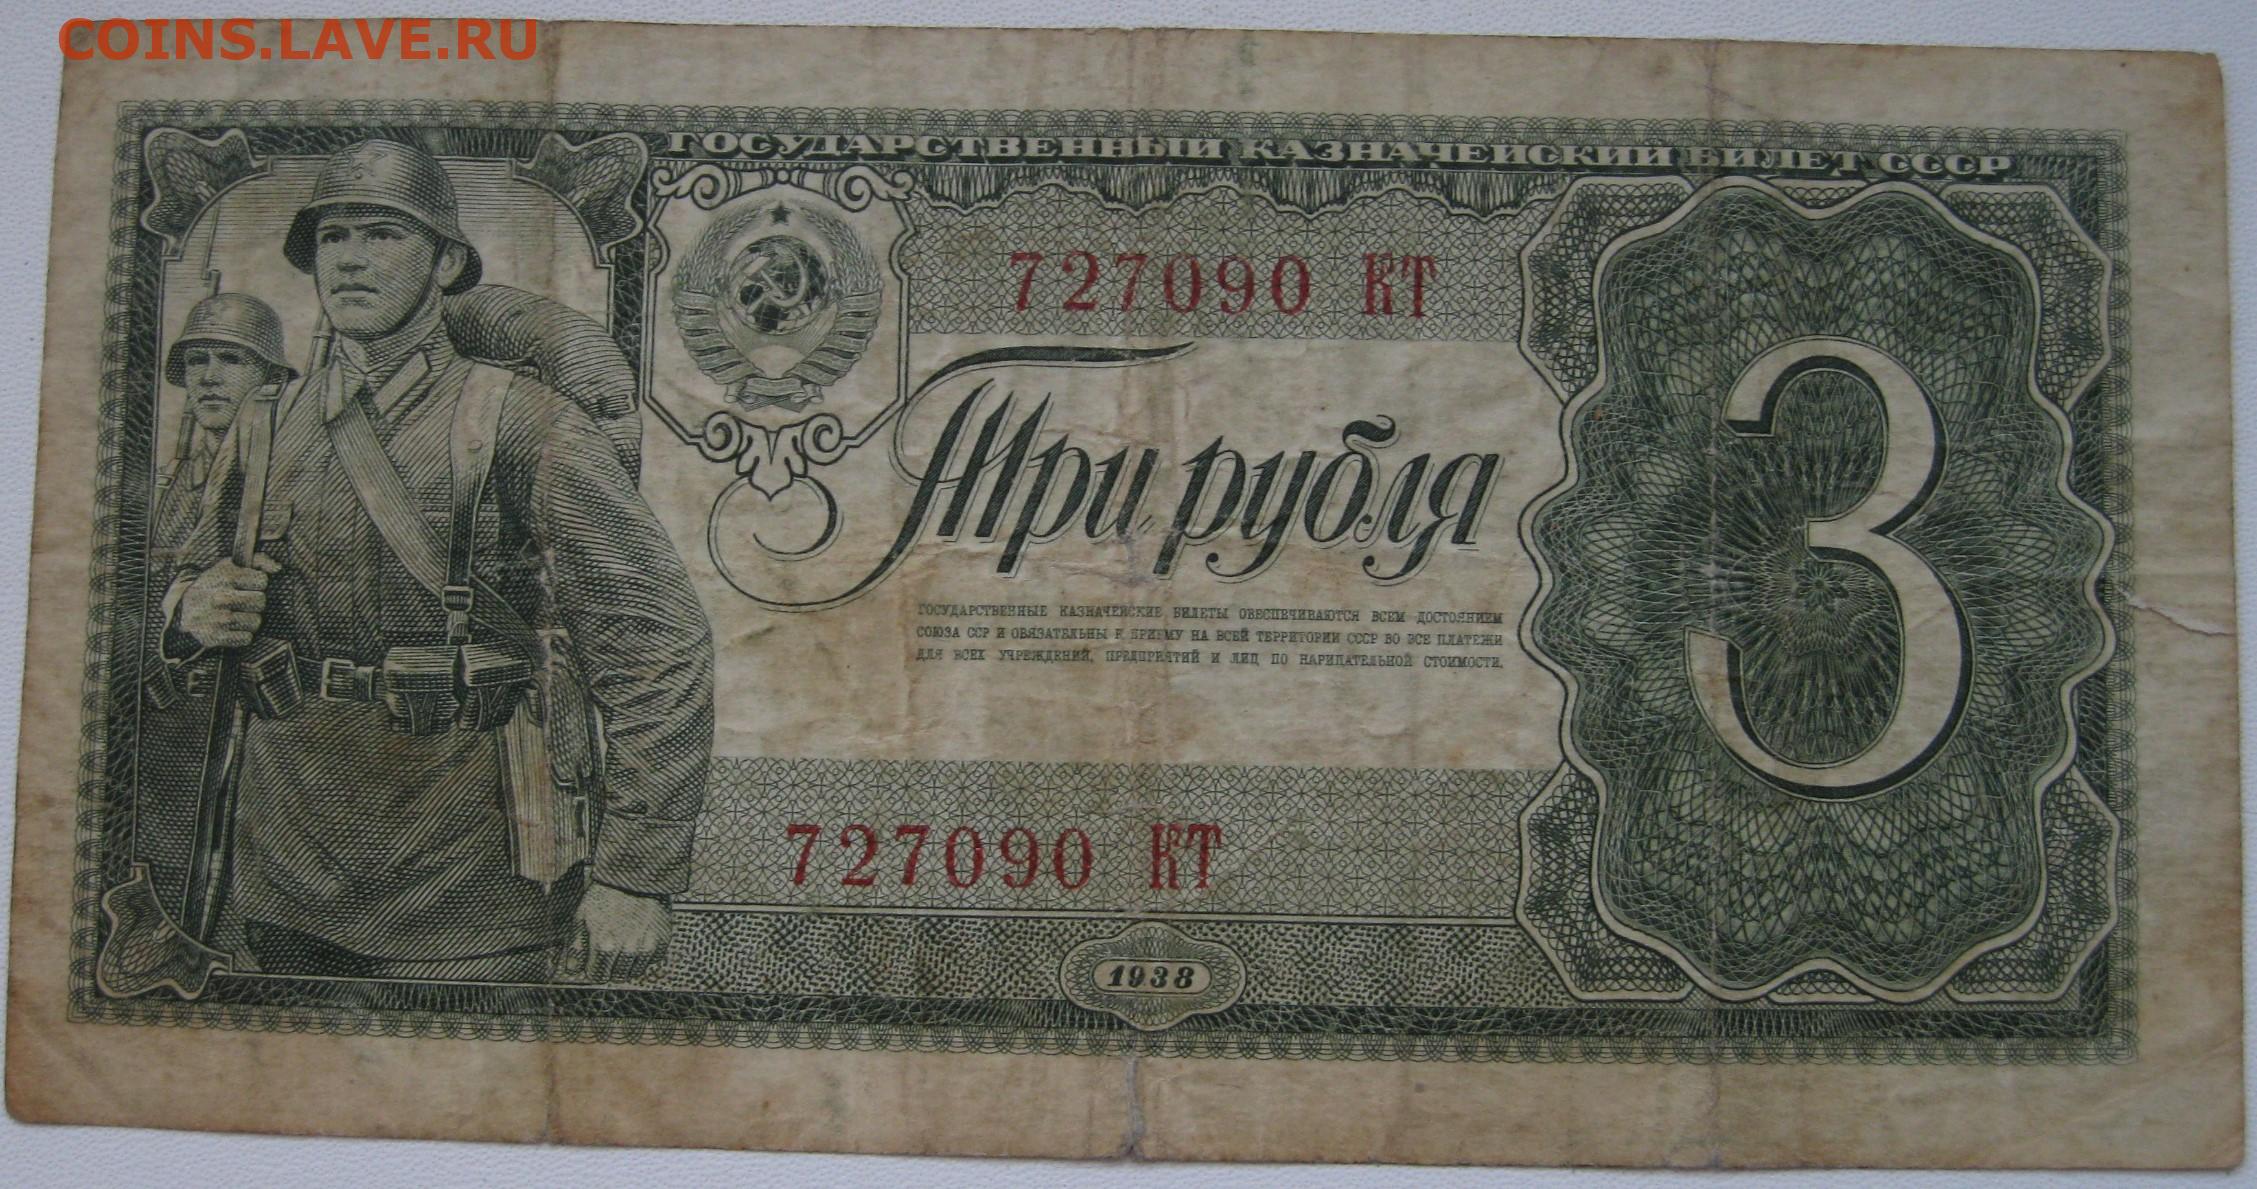 COINS.LAVE.RU
ГОСУДАРСТВЕННЫЙ КАЗНАЧЕЙСКИЙ БИЛЕТ СССР
727090 КТ
Три рубля
3
ГОСУДАРСТВЕННЫЕ КАЗНАЧЕЙСКИЕ БИЛЕТЫ ОБЕСПЕЧИВАЮТСЯ ВСЕМ ДОСТОЯНИЕМ
СОЮЗА ССР И ОБЯЗАТЕЛЬНЫ К ПРИЕМУ НА ВСЕЙ ТЕРРИТОРИИ СССР ВО ВСЕ ПЛАТЕЖИ
ДЛЯ ВСЕХ УЧРЕЖДЕНИЙ, ПРЕДПРИЯТИЙ И ЛИЦ ПО НАРИЦАТЕЛЬНОЙ СТОИМОСТИ.
727090 КТ
1938